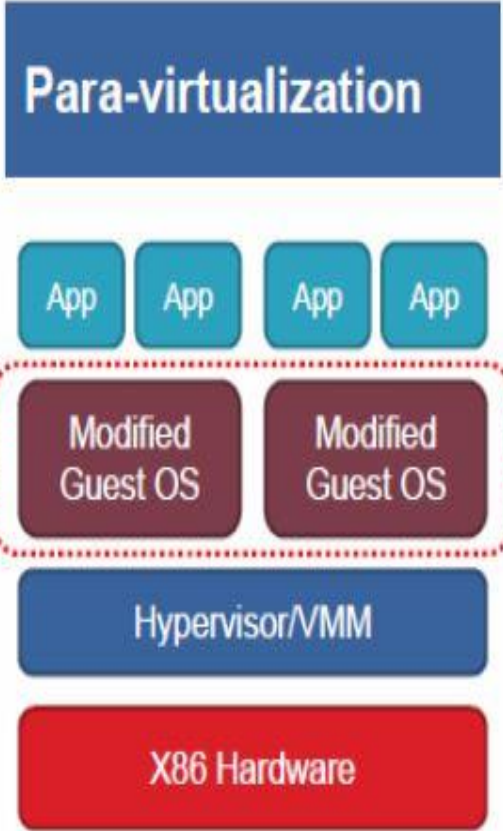 Para-virtualization
App App App App
Modified Modified
Guest OS Guest OS
Hypervisor/VMM
X86 Hardware